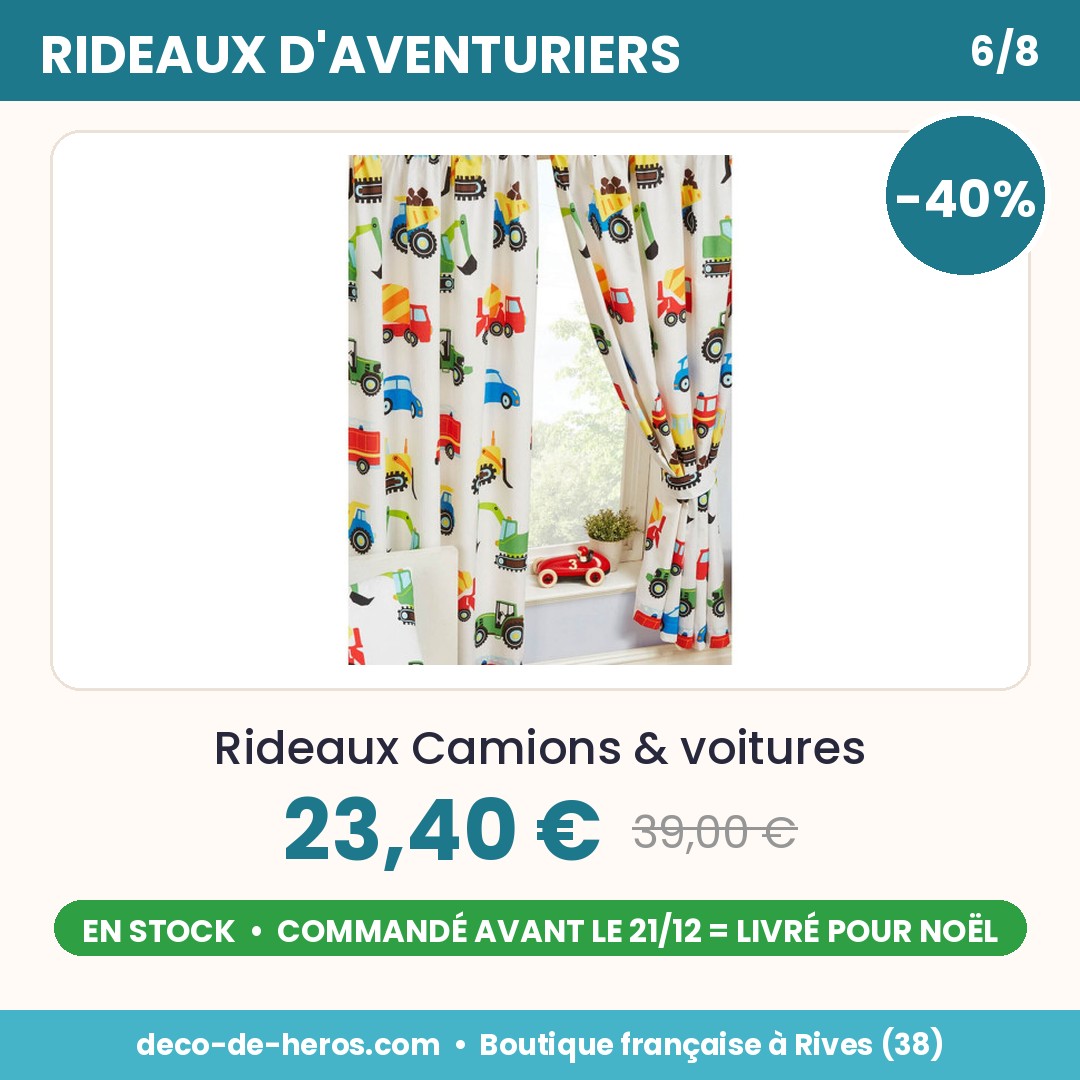 RIDEAUX D'AVENTURIERS
6/8
-40%
3
Rideaux Camions & voitures
23,40 € 39,00 €
EN STOCK • COMMANDÉ AVANT LE 21/12 = LIVRÉ POUR NOËL
deco-de-heros.com • Boutique française à Rives (38)